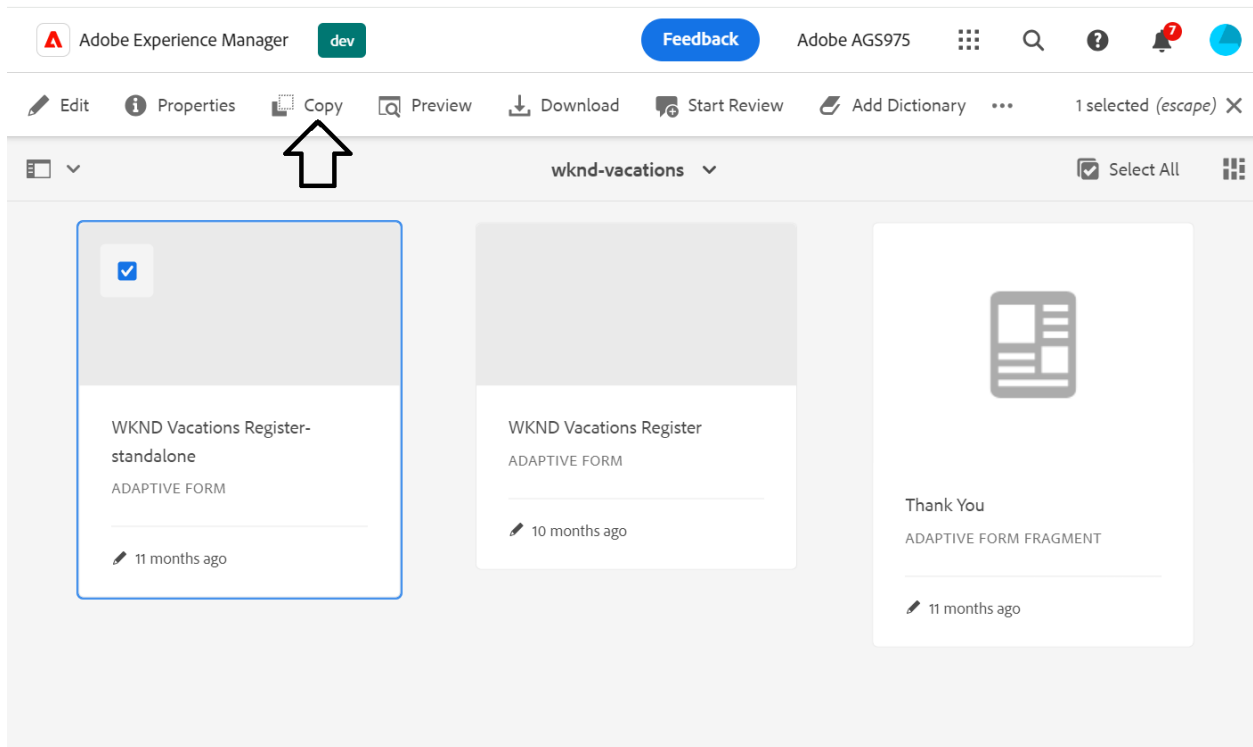 Adobe Experience Manager dev Feedback Adobe AGS975 7
Edit Properties Copy Preview Download Start Review Add Dictionary ••• 1 selected (escape)
wknd-vacations Select All
WKND Vacations Register-
standalone
ADAPTIVE FORM
11 months ago
WKND Vacations Register
ADAPTIVE FORM
10 months ago
Thank You
ADAPTIVE FORM FRAGMENT
11 months ago